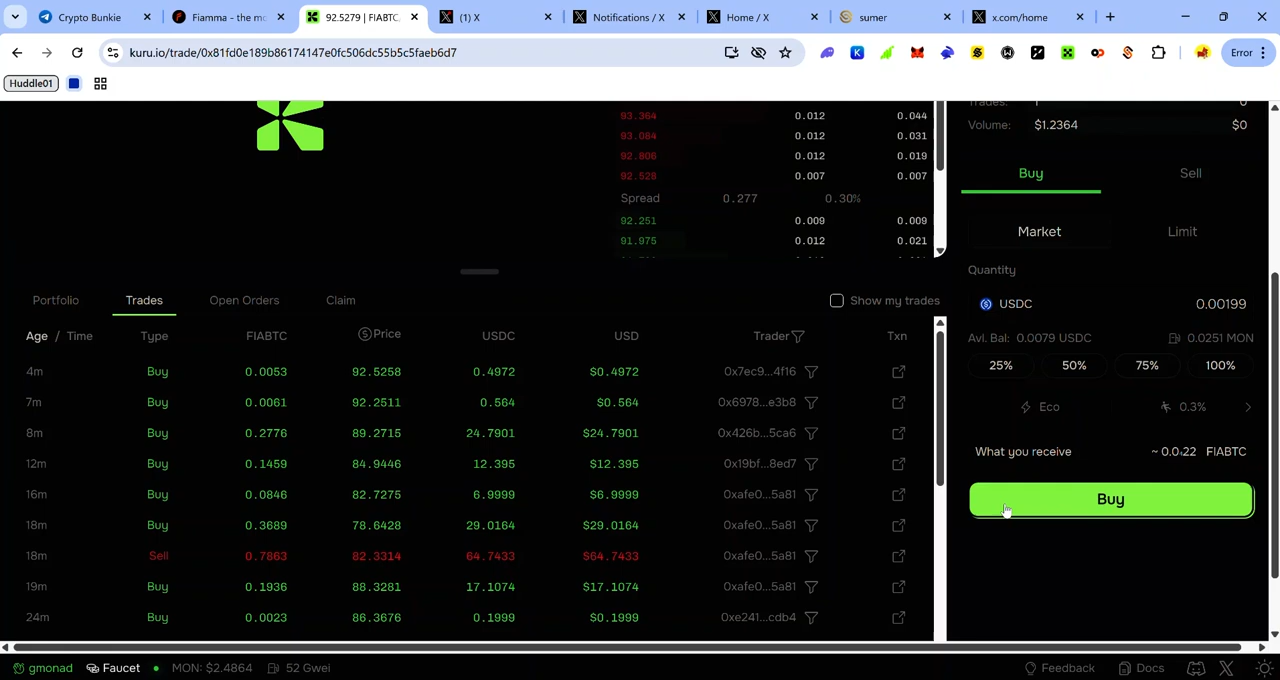 Crypto Bunkie
Fiamma - the mo
92.5279 | FIABTC
(1) X
Notifications / X
Home / X
sumer
x.com/home
kuru.io/trade/0x81fd0e189b86174147e0fc506dc55b5c5faeb6d7
Error
Huddle01
93.364 0.012 0.044
93.084 0.012 0.031
92.806 0.012 0.019
92.528 0.007 0.007
Spread 0.277 0.30%
92.251 0.009 0.009
91.975 0.012 0.021
Trades: 1 0
Volume: $1.2364 $0
Buy Sell
Market Limit
Quantity
USDC 0.00199
Avl. Bal: 0.0079 USDC 0.0251 MON
25% 50% 75% 100%
Eco 0.3%
What you receive ~ FIABTC
Buy
Portfolio Trades Open Orders Claim Show my trades
Age / Time Type FIABTC Price USDC USD Trader Txn
4m Buy 0.0053 92.5258 0.4972 $0.4972 0x7ec9...4f16
7m Buy 0.0061 92.2511 0.564 $0.564 0x6978...e3b8
8m Buy 0.2776 89.2715 24.7901 $24.7901 0x426b...5ca6
12m Buy 0.1459 84.9446 12.395 $12.395 0x19bf...8ed7
16m Buy 0.0846 82.7275 6.9999 $6.9999 0xafe0...5a81
18m Buy 0.3689 78.6428 29.0164 $29.0164 0xafe0...5a81
18m Sell 0.7863 82.3314 64.7433 $64.7433 0xafe0...5a81
19m Buy 0.1936 88.3281 17.1074 $17.1074 0xafe0...5a81
24m Buy 0.0023 86.3676 0.1999 $0.1999 0xe241...cdb4
gmonad Faucet MON: $2.4864 52 Gwei Feedback Docs